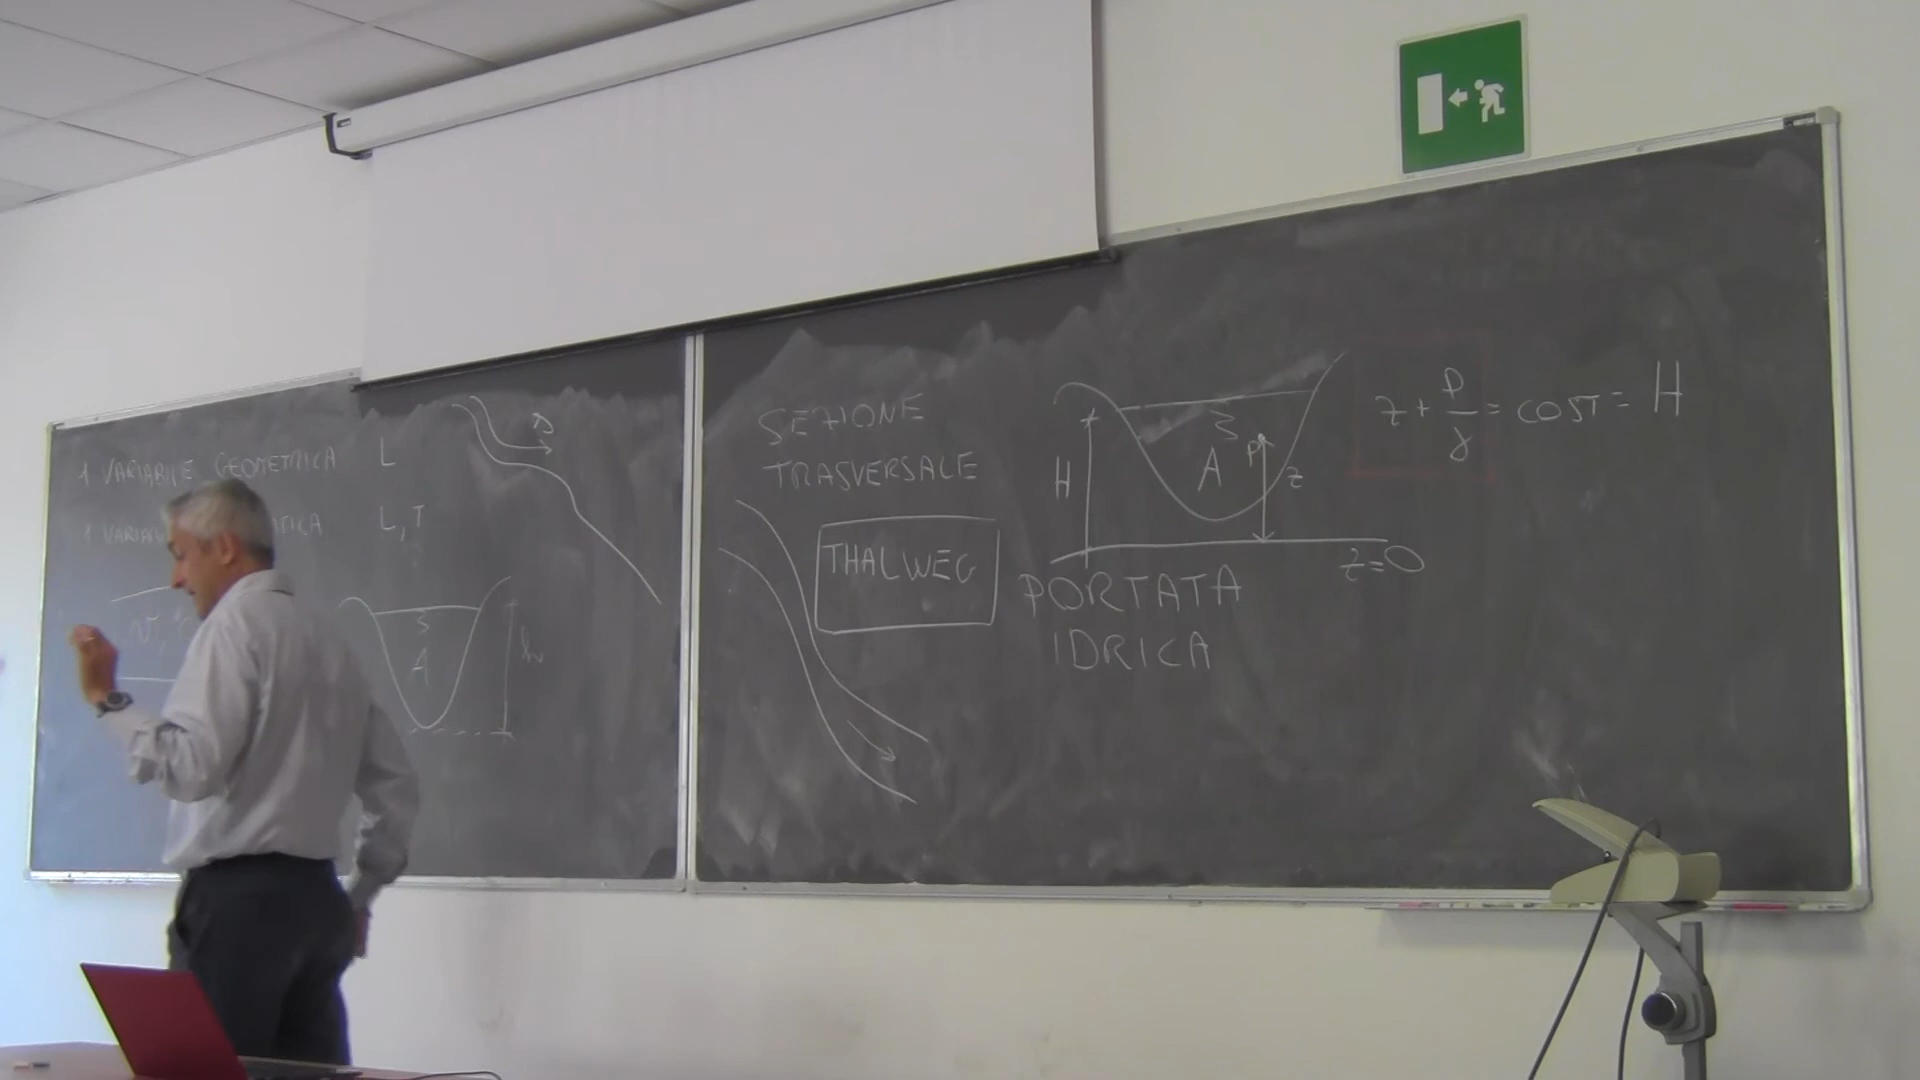 1 VARIABILE GEOMETRICA L
L, T
s
A
h
SEZIONE
TRASVERSALE
THALWEG
PORTATA
IDRICA
H
A
P
z
z=0
z + p/γ = COST = H